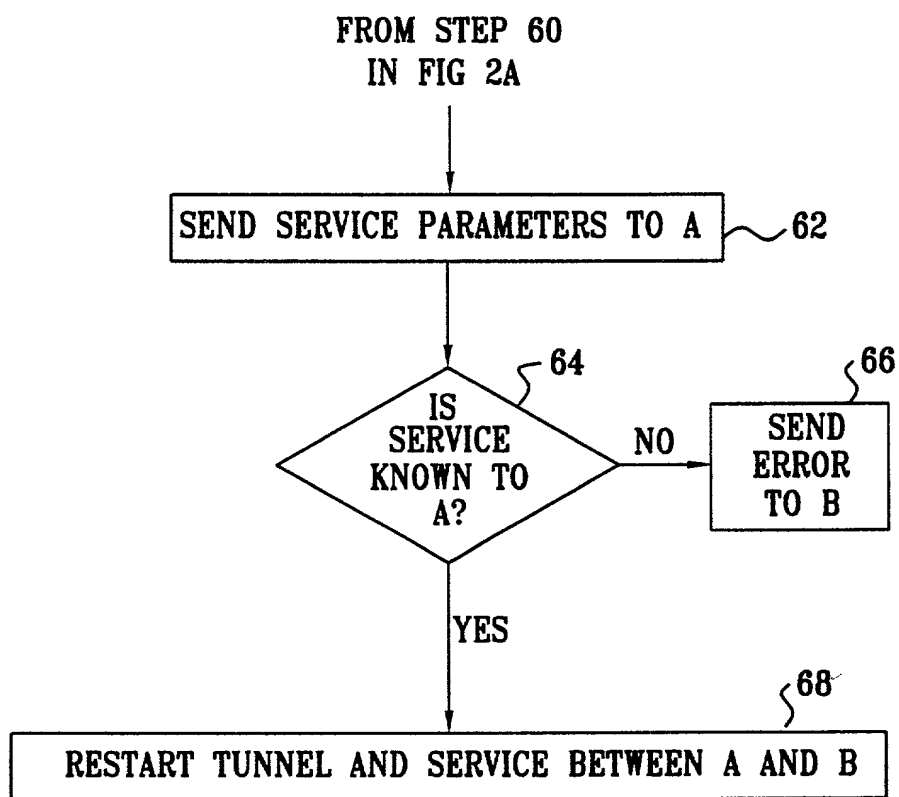 FROM STEP 60
IN FIG 2A
SEND SERVICE PARAMETERS TO A
62
64
IS
SERVICE
KNOWN TO
A?
NO
66
SEND
ERROR
TO B
YES
68
RESTART TUNNEL AND SERVICE BETWEEN A AND B